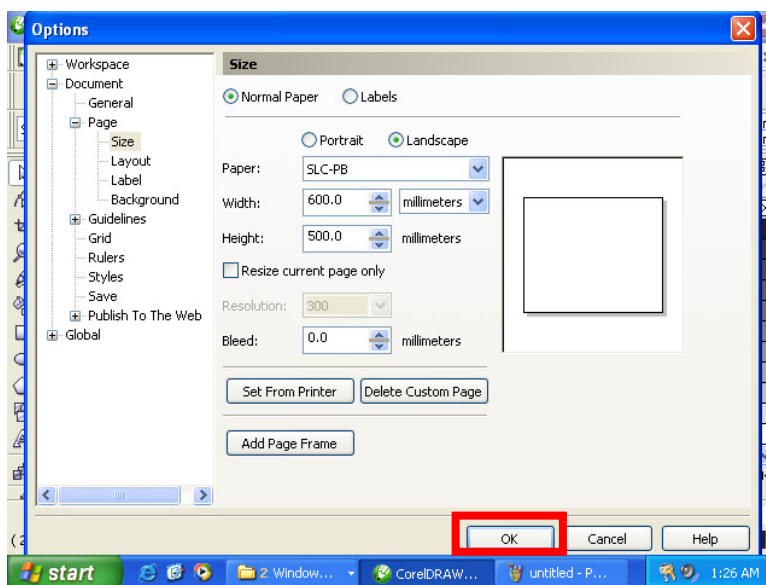 Options
Workspace
Document
General
Page
Size
Layout
Label
Background
Guidelines
Grid
Rulers
Styles
Save
Publish To The Web
Global
Size
Normal Paper Labels
Portrait Landscape
Paper: SLC-PB
Width: 600.0 millimeters
Height: 500.0 millimeters
Resize current page only
Resolution: 300
Bleed: 0.0 millimeters
Set From Printer Delete Custom Page
Add Page Frame
OK Cancel Help
start 2 Window... CorelDRAW... untitled - P... 1:26 AM